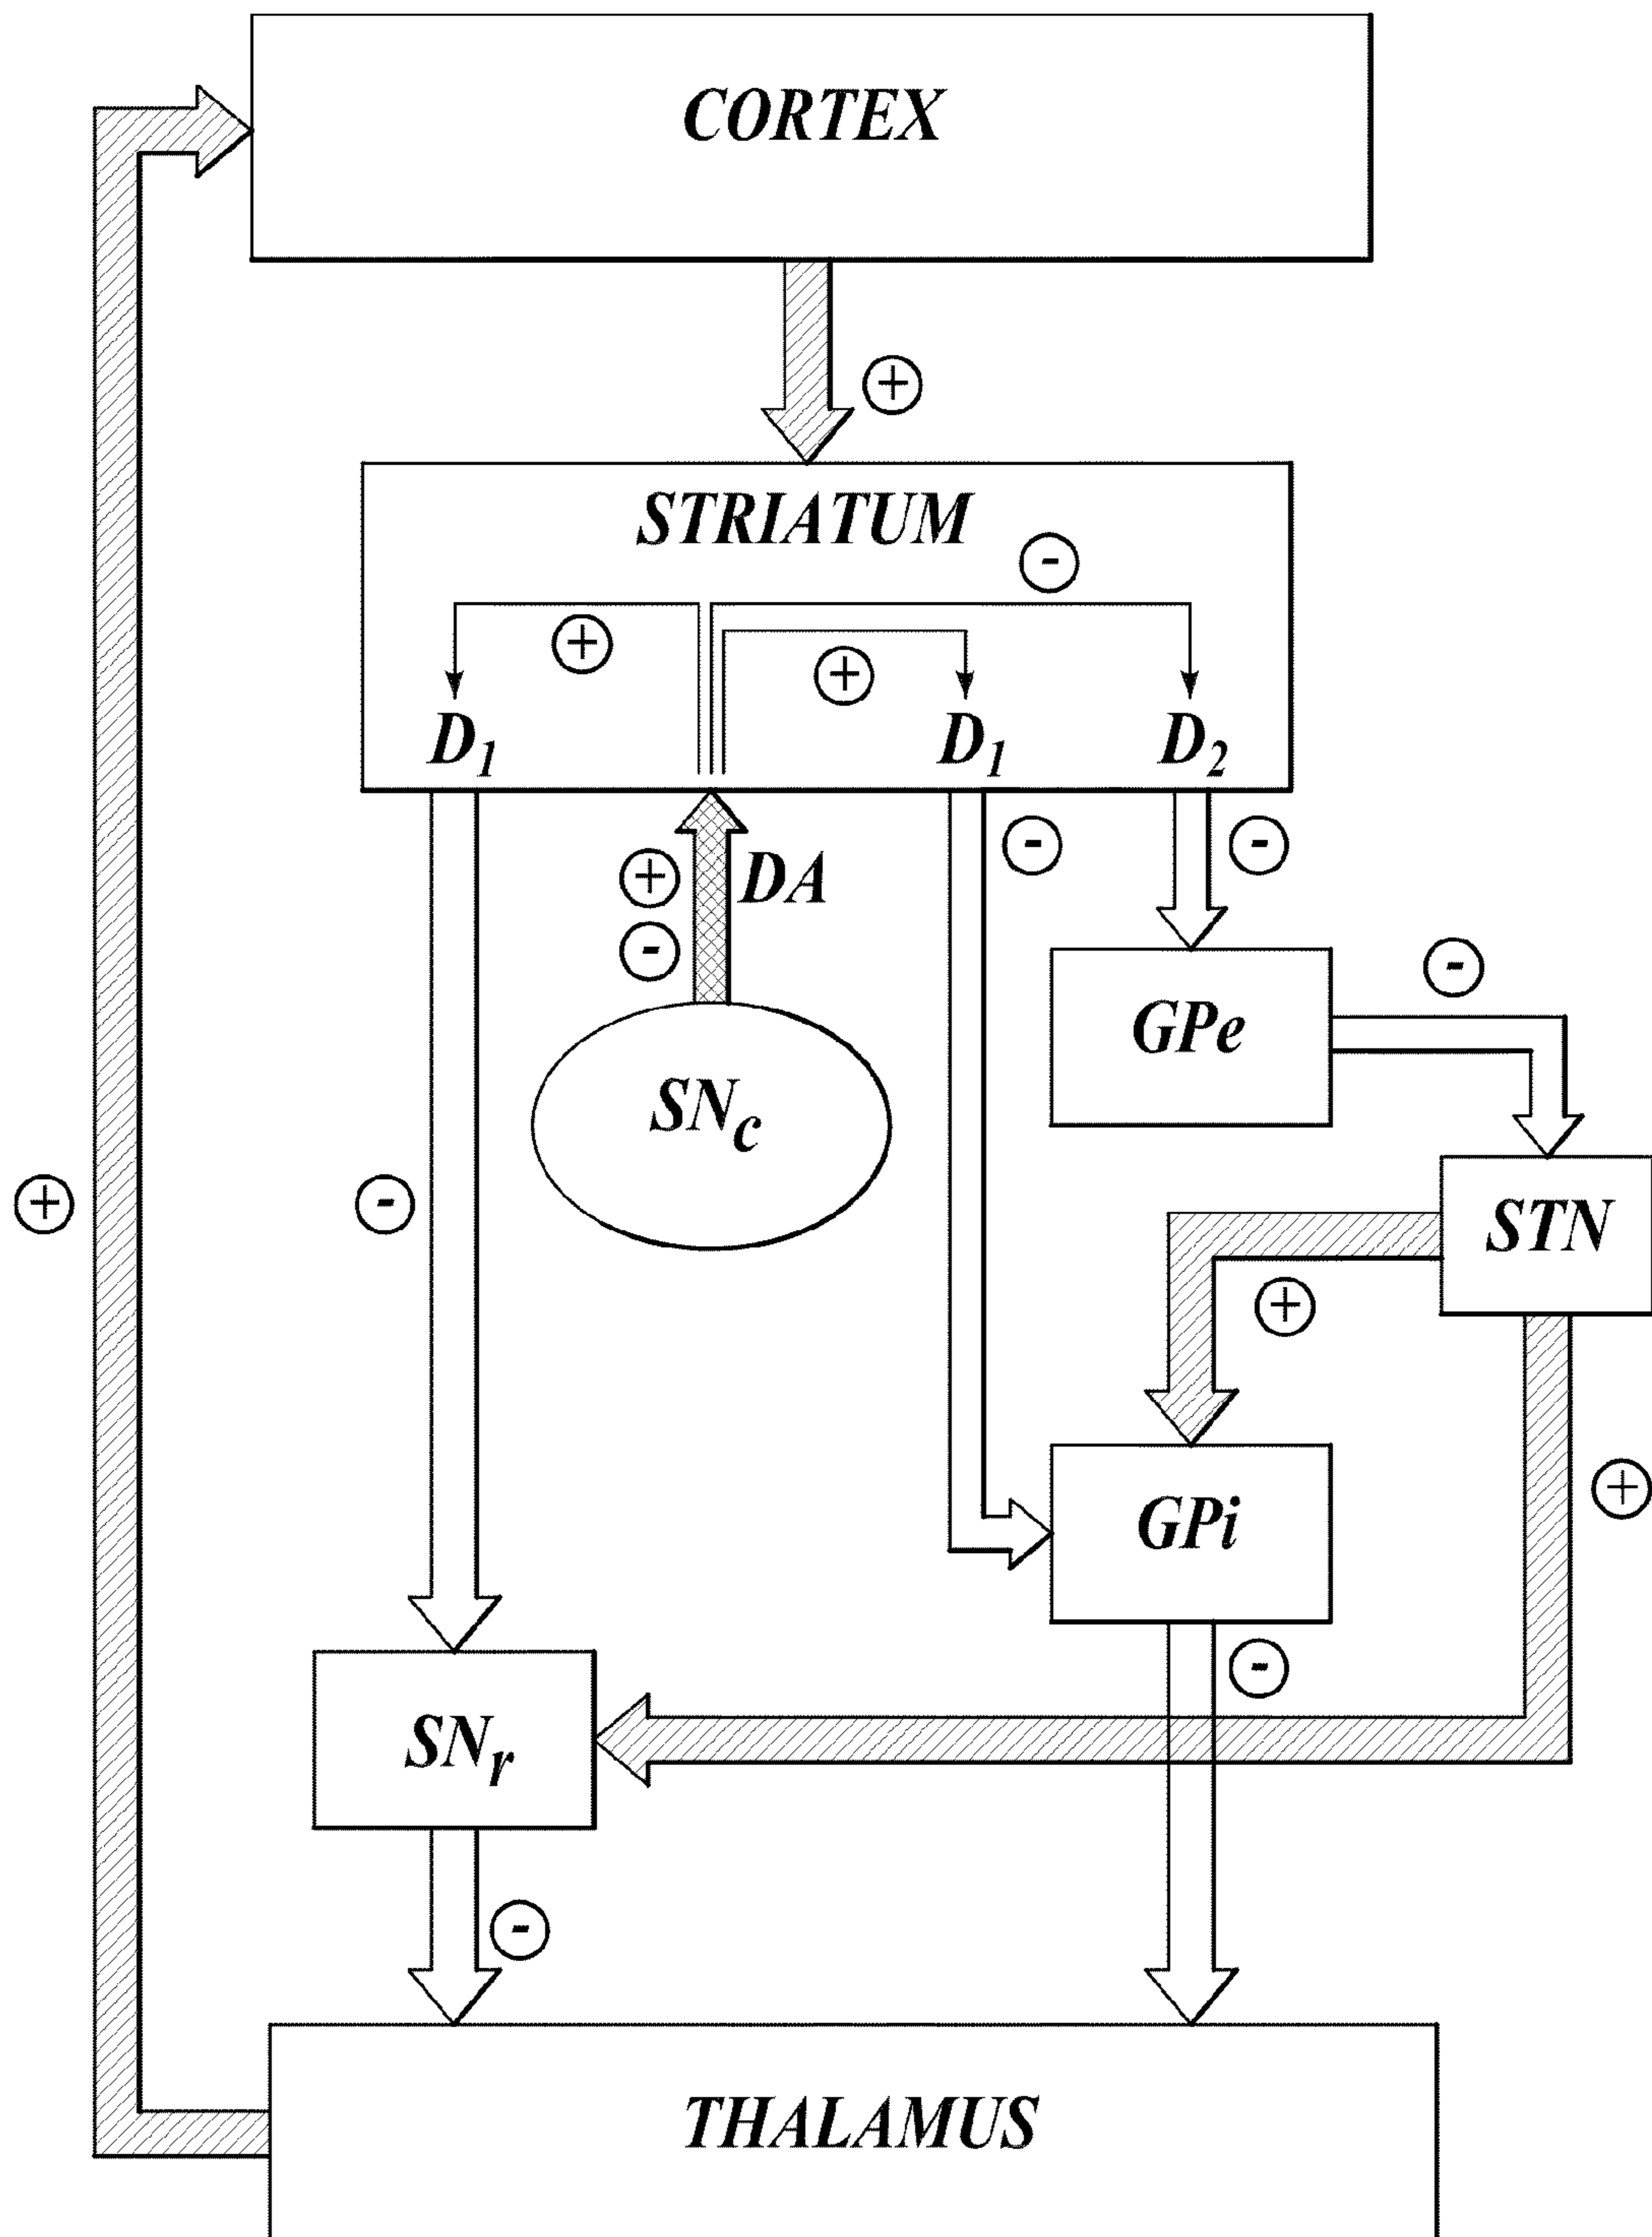 CORTEX
+
STRIATUM
-
+
+
D1
D1
D2
-
-
+
DA
-
-
GPe
SNc
+
-
STN
+
GPi
+
-
SNr
-
THALAMUS